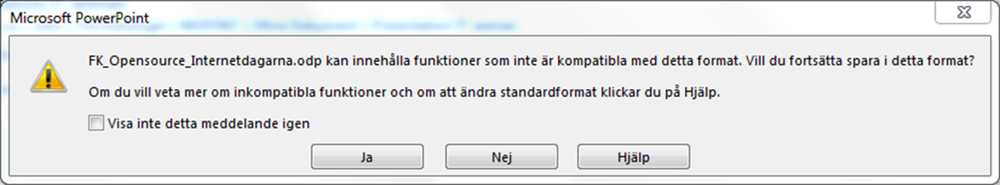 Microsoft PowerPoint
FK_Opensource_Internetdagarna.odp kan innehålla funktioner som inte är kompatibla med detta format. Vill du fortsätta spara i detta format?
Om du vill veta mer om inkompatibla funktioner och om att ändra standardformat klickar du på Hjälp.
Visa inte detta meddelande igen
Ja
Nej
Hjälp